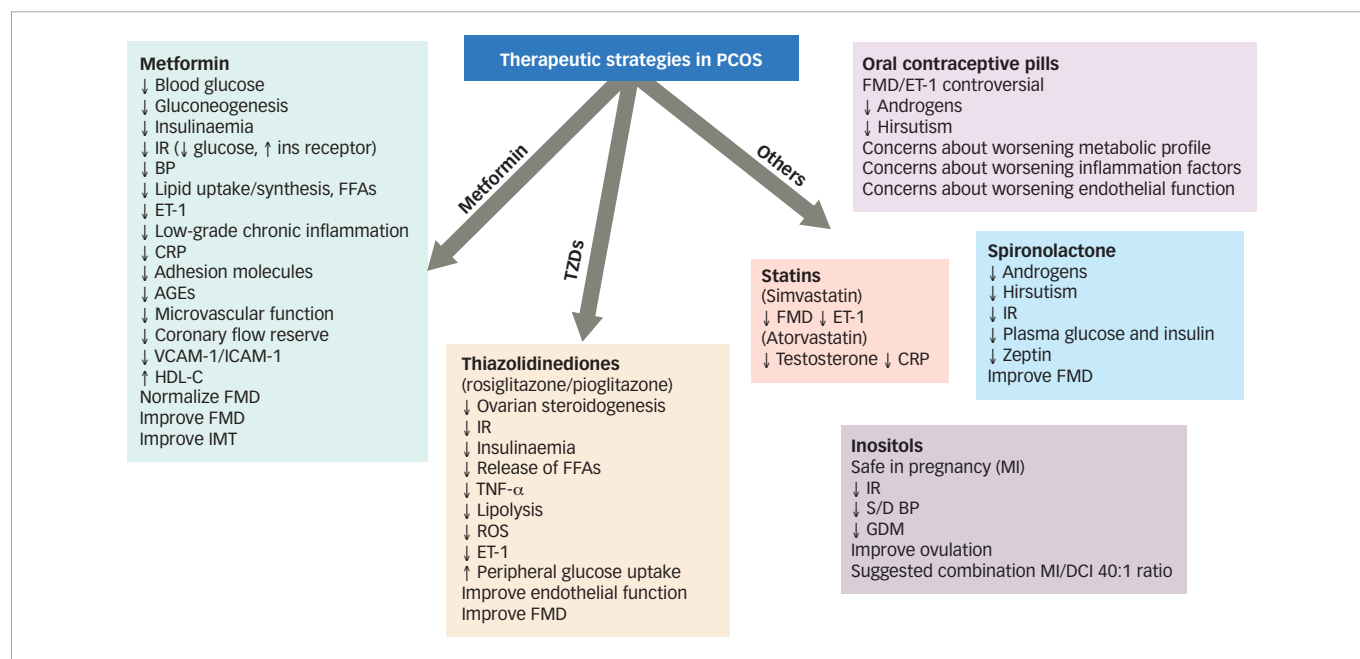 Therapeutic strategies in PCOS
Metformin
TZDs
Others
Metformin
↓ Blood glucose
↓ Gluconeogenesis
↓ Insulinaemia
↓ IR (↓ glucose, ↑ ins receptor)
↓ BP
↓ Lipid uptake/synthesis, FFAs
↓ ET-1
↓ Low-grade chronic inflammation
↓ CRP
↓ Adhesion molecules
↓ AGEs
↓ Microvascular function
↓ Coronary flow reserve
↓ VCAM-1/ICAM-1
↑ HDL-C
Normalize FMD
Improve FMD
Improve IMT
Thiazolidinediones
(rosiglitazone/pioglitazone)
↓ Ovarian steroidogenesis
↓ IR
↓ Insulinaemia
↓ Release of FFAs
↓ TNF-α
↓ Lipolysis
↓ ROS
↓ ET-1
↑ Peripheral glucose uptake
Improve endothelial function
Improve FMD
Oral contraceptive pills
FMD/ET-1 controversial
↓ Androgens
↓ Hirsutism
Concerns about worsening metabolic profile
Concerns about worsening inflammation factors
Concerns about worsening endothelial function
Statins
(Simvastatin)
↓ FMD ↓ ET-1
(Atorvastatin)
↓ Testosterone ↓ CRP
Spironolactone
↓ Androgens
↓ Hirsutism
↓ IR
↓ Plasma glucose and insulin
↓ Zeptin
Improve FMD
Inositols
Safe in pregnancy (MI)
↓ IR
↓ S/D BP
↓ GDM
Improve ovulation
Suggested combination MI/DCI 40:1 ratio